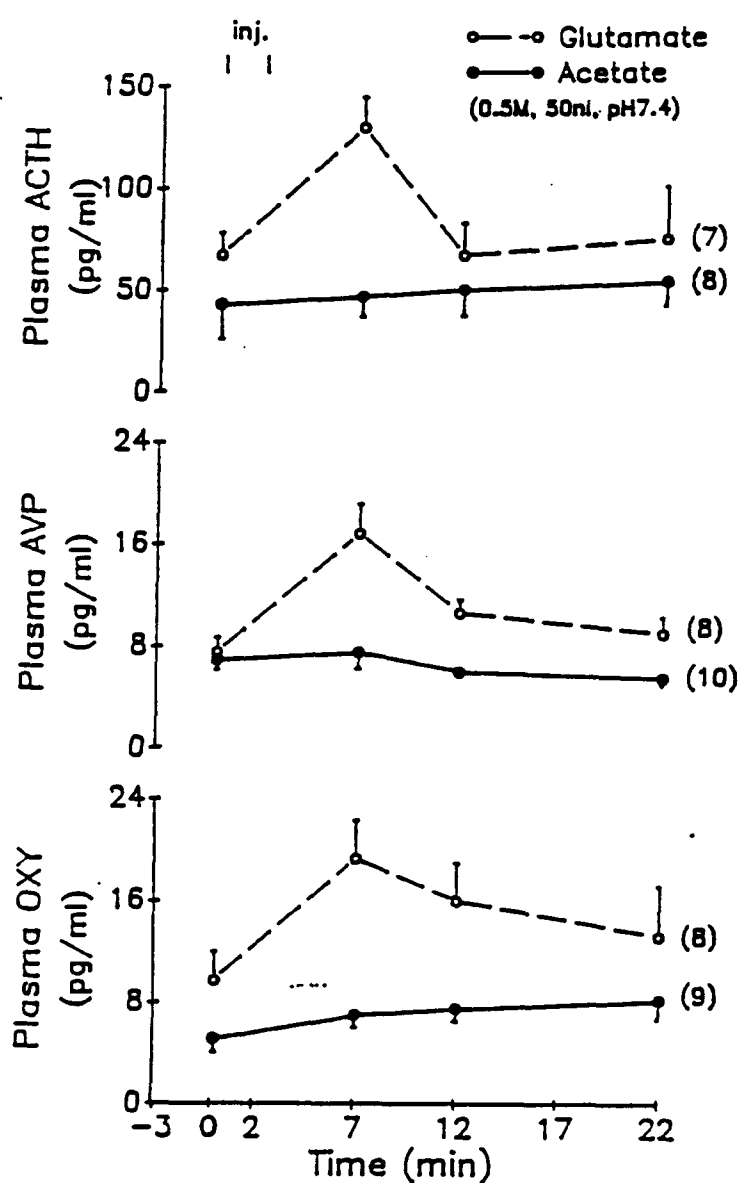 inj.
Glutamate
Acetate
(0.5M, 50nl, pH7.4)
Plasma ACTH
(pg/ml)
150
100
50
0
(7)
(8)
Plasma AVP
(pg/ml)
24
16
8
0
(8)
(10)
Plasma OXY
(pg/ml)
24
16
8
0
(8)
(9)
-3 0 2 7 12 17 22
Time (min)